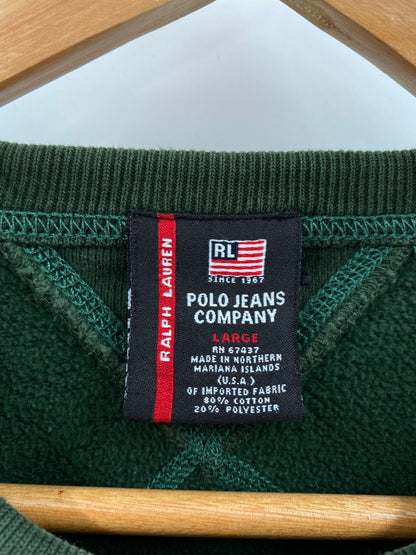 RALPH LAUREN
RL
SINCE 1967
POLO JEANS
COMPANY
LARGE
RN 67437
MADE IN NORTHERN
MARIANA ISLANDS
(U.S.A.)
OF IMPORTED FABRIC
80% COTTON
20% POLYESTER